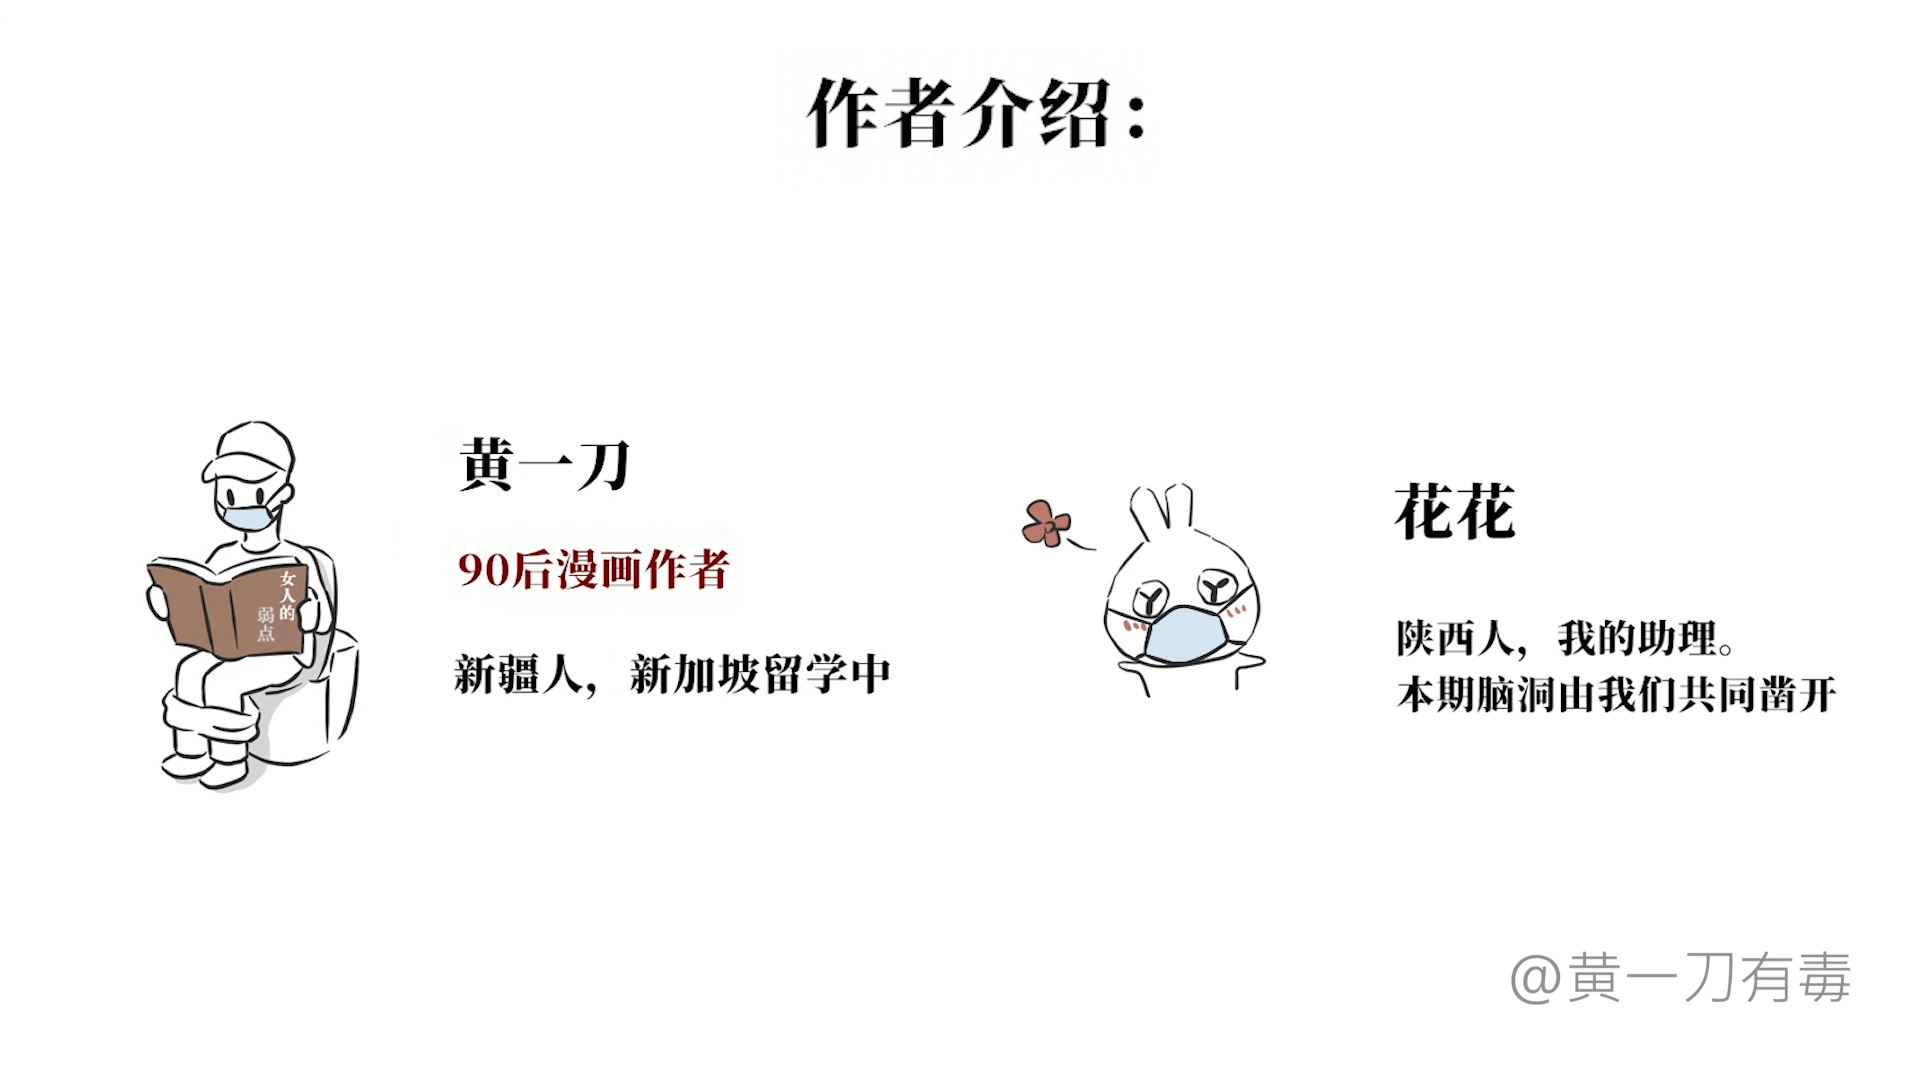 作者介绍：
黄一刀
90后漫画作者
新疆人，新加坡留学中
女人的
弱点
花花
陕西人，我的助理。
本期脑洞由我们共同凿开
@黄一刀有毒